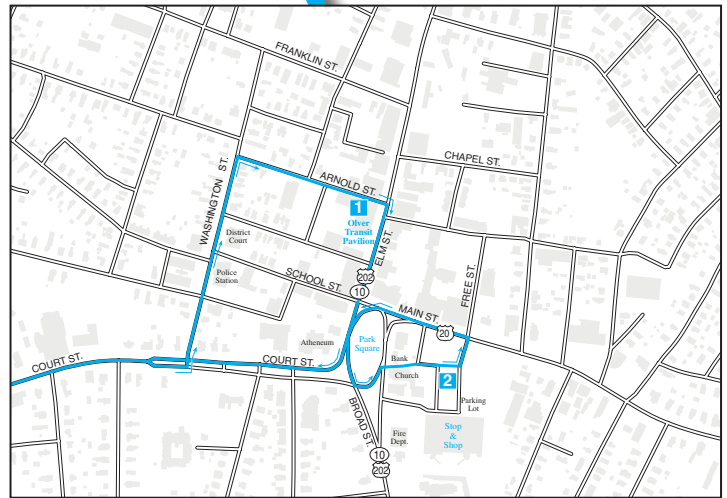 FRANKLIN ST.
CHAPEL ST.
WASHINGTON ST.
ARNOLD ST.
1
Olver
Transit
Pavilion
ELM ST.
District
Court
Police
Station
202
10
SCHOOL ST.
MAIN ST.
FREE ST.
20
Atheneum
Park
Square
COURT ST.
COURT ST.
Bank
Church
2
BROAD ST.
Parking
Lot
Fire
Dept.
Stop
&
Shop
10
202